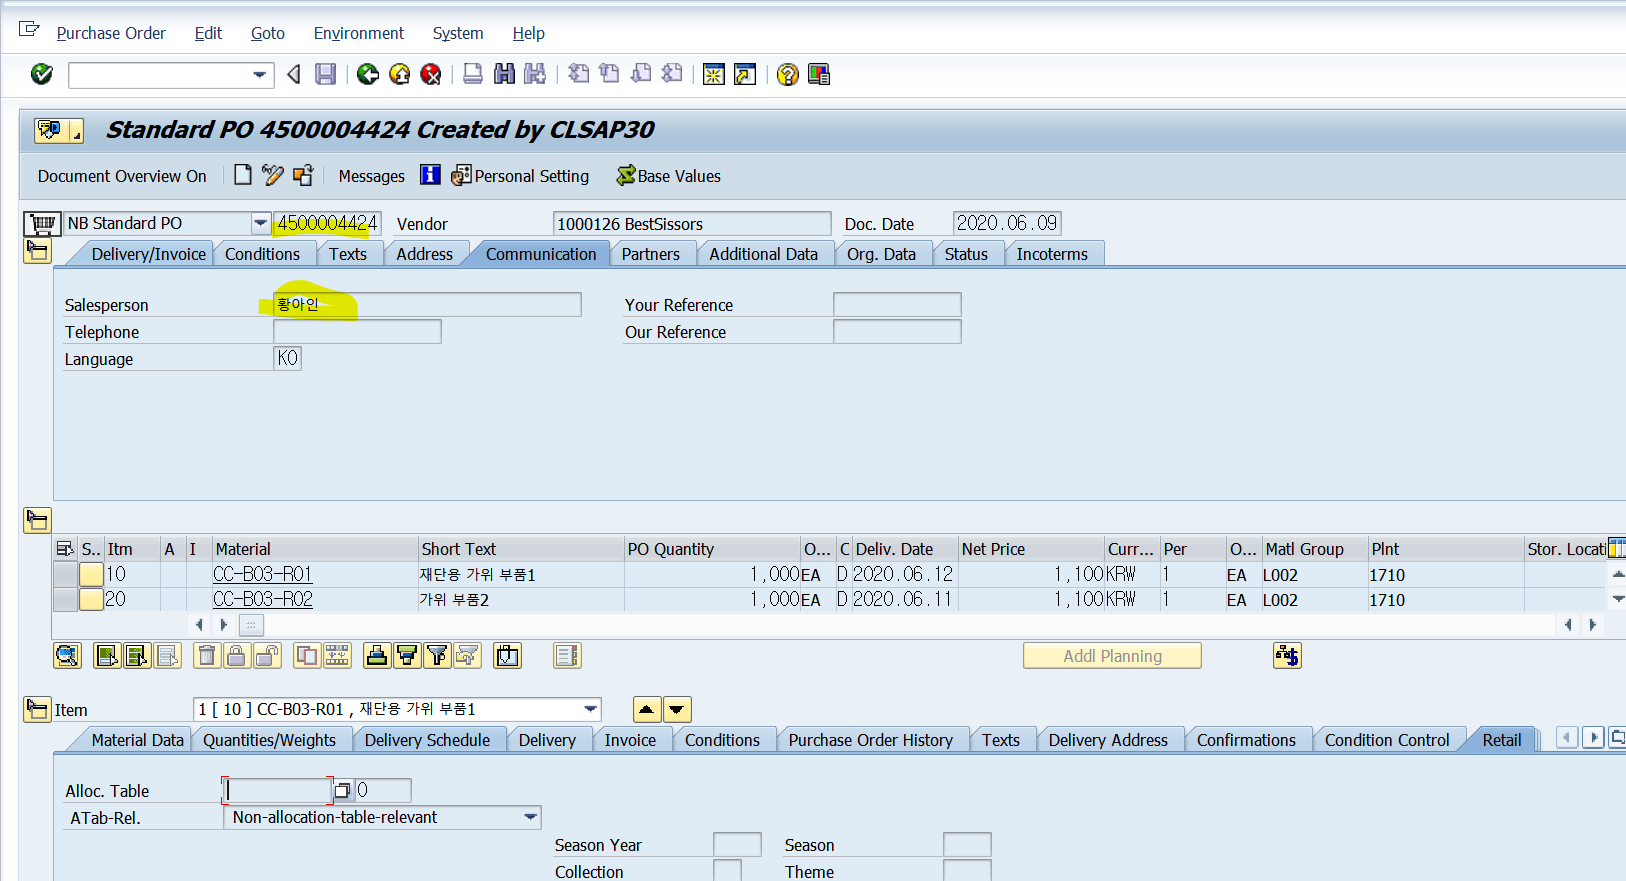 Purchase Order Edit Goto Environment System Help
Standard PO 4500004424 Created by CLSAP30
Document Overview On Messages Personal Setting Base Values
NB Standard PO 4500004424 Vendor 1000126 BestSissors Doc. Date 2020.06.09
Delivery/Invoice Conditions Texts Address Communication Partners Additional Data Org. Data Status Incoterms
Salesperson 황아인 Your Reference
Telephone Our Reference
Language KO
S.. Itm A I Material Short Text PO Quantity O... C Deliv. Date Net Price Curr... Per O... Matl Group Plnt Stor. Locati
10 CC-B03-R01 재단용 가위 부품1 1,000 EA D 2020.06.12 1,100 KRW 1 EA L002 1710
20 CC-B03-R02 가위 부품2 1,000 EA D 2020.06.11 1,100 KRW 1 EA L002 1710
Addl Planning
Item 1 [ 10 ] CC-B03-R01 , 재단용 가위 부품1
Material Data Quantities/Weights Delivery Schedule Delivery Invoice Conditions Purchase Order History Texts Delivery Address Confirmations Condition Control Retail
Alloc. Table 0
ATab-Rel. Non-allocation-table-relevant
Season Year Season
Collection Theme